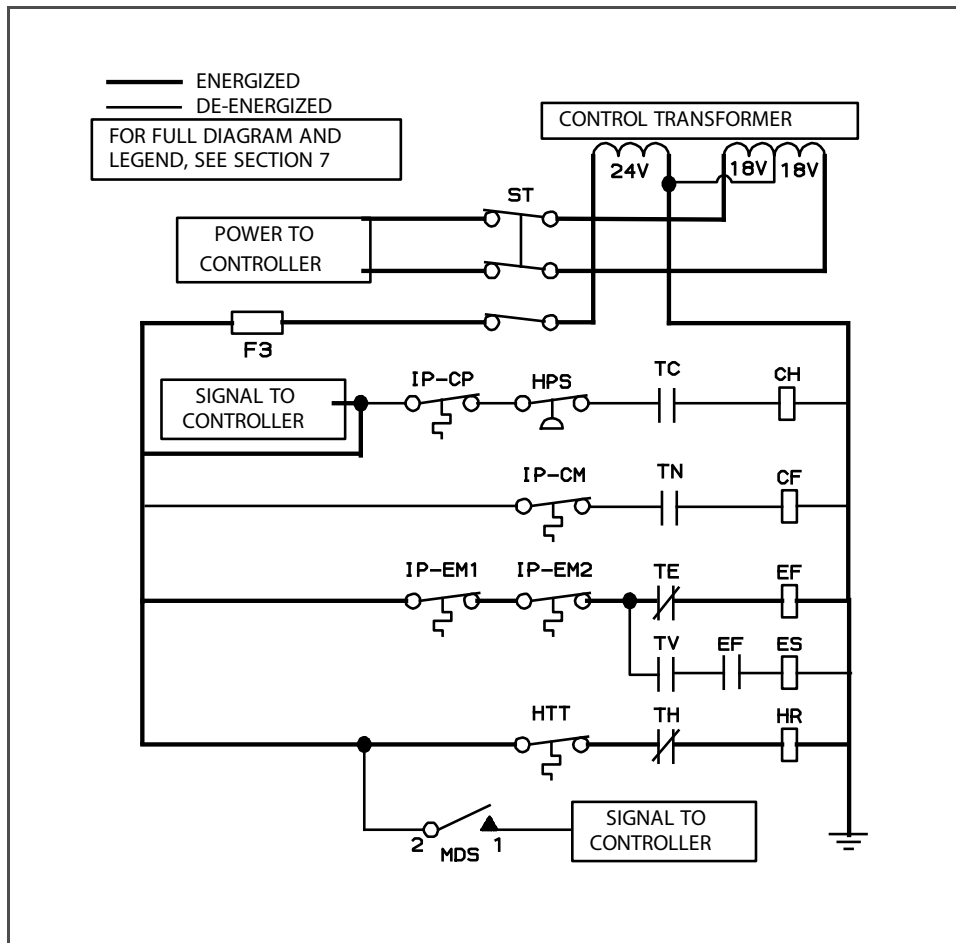 ENERGIZED
DE-ENERGIZED
FOR FULL DIAGRAM AND
LEGEND, SEE SECTION 7
CONTROL TRANSFORMER
24V
18V
18V
ST
POWER TO
CONTROLLER
F3
SIGNAL TO
CONTROLLER
IP-CP
HPS
TC
CH
IP-CM
TN
CF
IP-EM1
IP-EM2
TE
EF
TV
EF
ES
HTT
TH
HR
2
MDS
1
SIGNAL TO
CONTROLLER